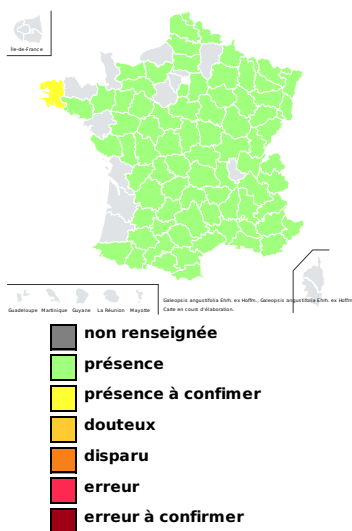 Île-de-France
Guadeloupe Martinique Guyane La Réunion Mayotte
Galeopsis angustifolia Ehrh. ex Hoffm., Galeopsis angustifolia Ehrh. ex Hoffm
Carte en cours d'élaboration.
non renseignée
présence
présence à confimer
douteux
disparu
erreur
erreur à confirmer